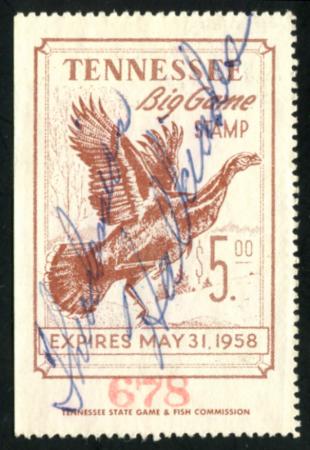 TENNESSEE
Big Game
STAMP
$5.00
EXPIRES MAY 31, 1958
678
TENNESSEE STATE GAME & FISH COMMISSION